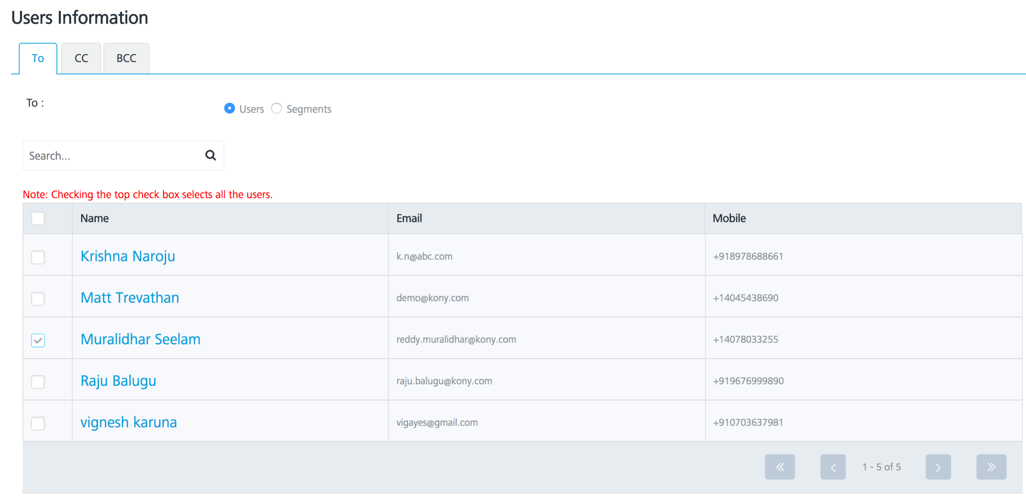 Users Information
To CC BCC
To : Users Segments
Search...
Note: Checking the top check box selects all the users.
Name Email Mobile
Krishna Naroju k.n@abc.com +918978688661
Matt Trevathan demo@kony.com +14045438690
Muralidhar Seelam reddy.muralidhar@kony.com +14078033255
Raju Balugu raju.balugu@kony.com +919676999890
vignesh karuna vigayes@gmail.com +910703637981
1 - 5 of 5